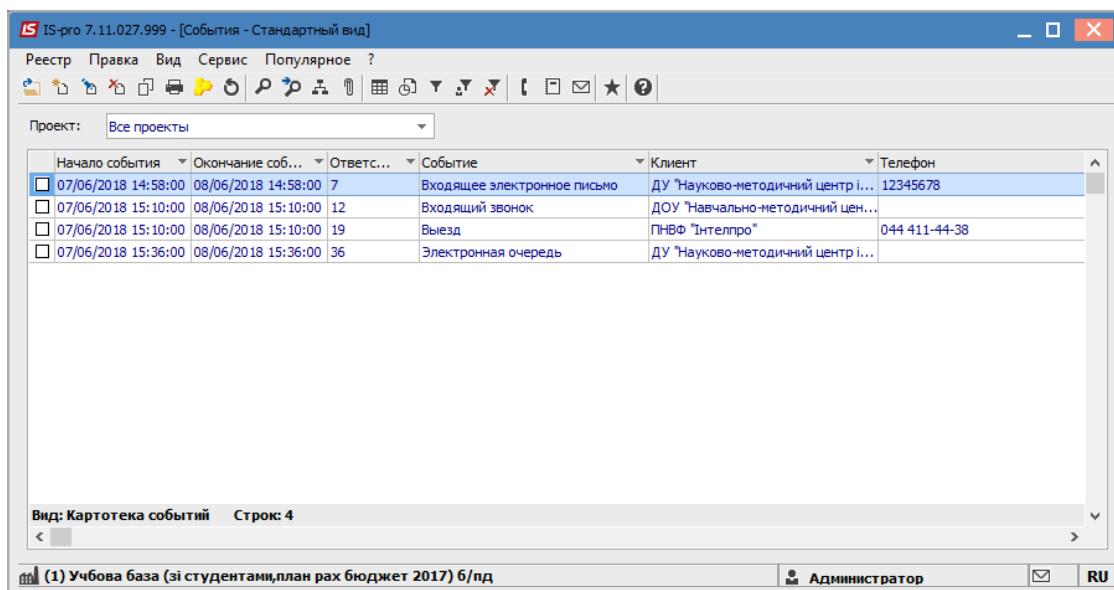 IS-pro 7.11.027.999 - [События - Стандартный вид]
Реестр Правка Вид Сервис Популярное ?
Проект: Все проекты
Начало события Окончание соб... Ответс... Событие Клиент Телефон
07/06/2018 14:58:00 08/06/2018 14:58:00 7 Входящее электронное письмо ДУ "Науково-методичний центр і... 12345678
07/06/2018 15:10:00 08/06/2018 15:10:00 12 Входящий звонок ДОУ "Навчально-методичний цен...
07/06/2018 15:10:00 08/06/2018 15:10:00 19 Выезд ПНВФ "Інтелпро" 044 411-44-38
07/06/2018 15:36:00 08/06/2018 15:36:00 36 Электронная очередь ДУ "Науково-методичний центр і...
Вид: Картотека событий Строк: 4
(1) Учбова база (зі студентами,план рах бюджет 2017) б/пд Администратор RU